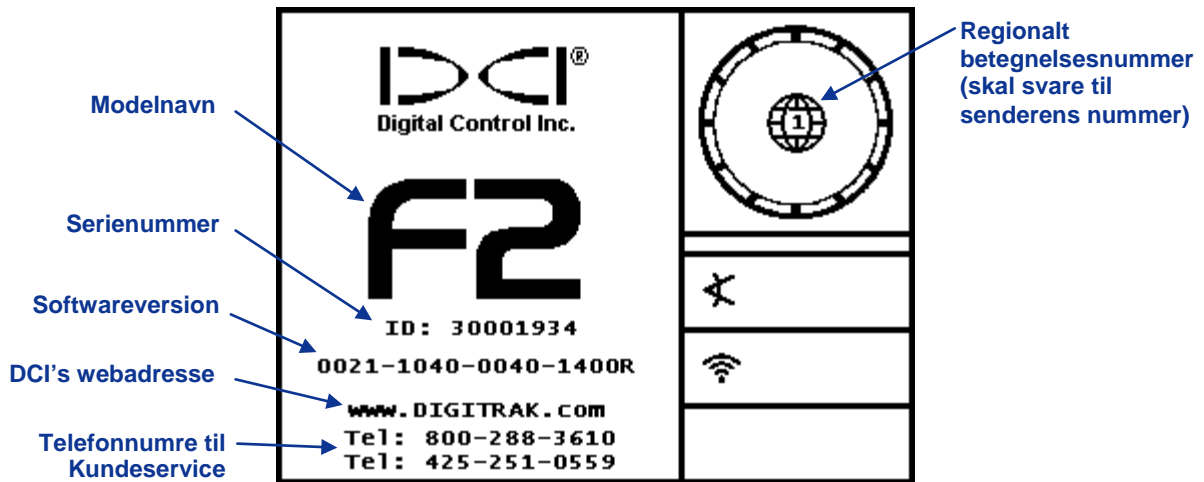 Modelnavn
Serienummer
Softwareversion
DCI's webadresse
Telefonnumre til
Kundeservice
DCI®
Digital Control Inc.
F2
ID: 30001934
0021-1040-0040-1400R
www.DIGITRAK.com
Tel: 800-288-3610
Tel: 425-251-0559
1
Regionalt
betegnelsesnummer
(skal svare til
senderens nummer)